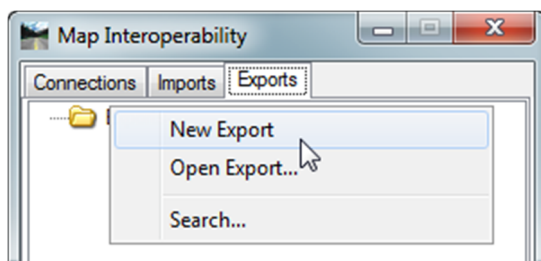 Map Interoperability
Connections Imports Exports
New Export
Open Export...
Search...